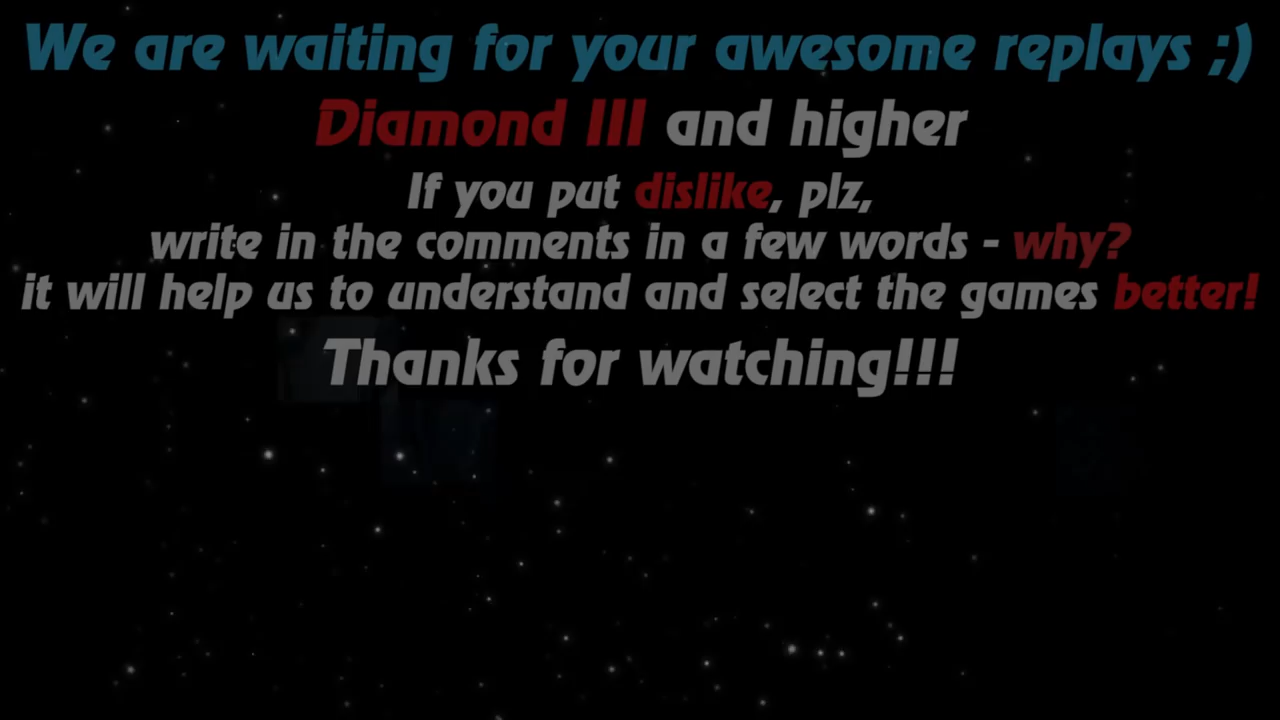 We are waiting for your awesome replays ;)
Diamond III and higher
If you put dislike, plz,
write in the comments in a few words - why?
it will help us to understand and select the games better!
Thanks for watching!!!